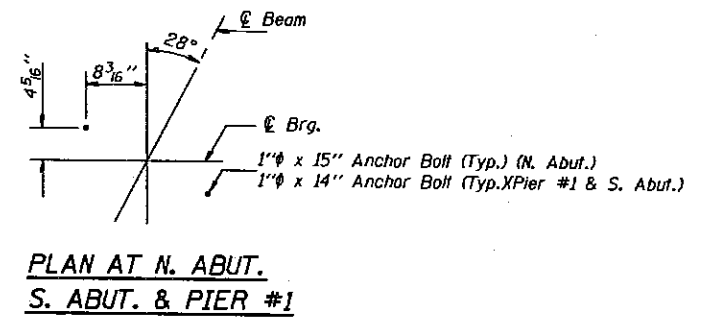 ℄ Beam
28°
8 3/16"
4 5/16"
℄ Brg.
1"φ x 15" Anchor Bolt (Typ.) (N. Abut.)
1"φ x 14" Anchor Bolt (Typ.)(Pier #1 & S. Abut.)
PLAN AT N. ABUT.
S. ABUT. & PIER #1